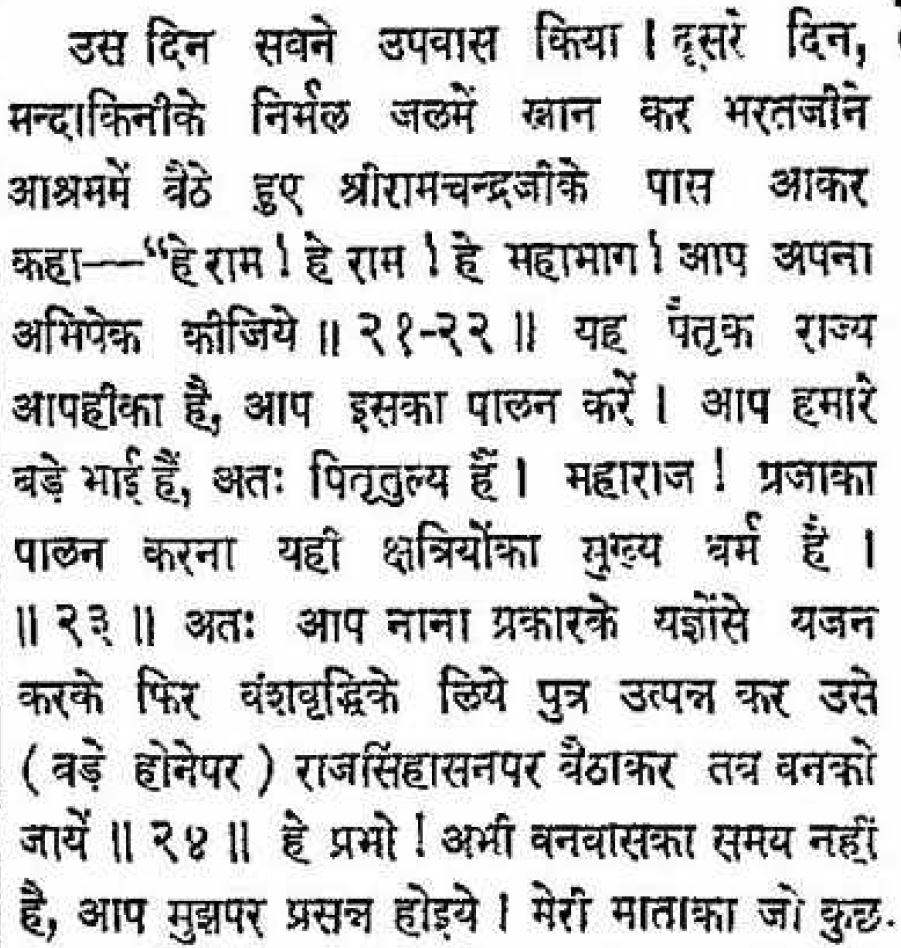 उस दिन सबने उपवास किया । दूसरे दिन,
मन्दाकिनीके निर्मल जलमें स्नान कर भरतजीने
आश्रममें बैठे हुए श्रीरामचन्द्रजीके पास आकर
कहा—“हे राम ! हे राम ! हे महाभाग ! आप अपना
अभिषेक कीजिये ॥ २१-२२ ॥ यह पैतृक राज्य
आपहीका है, आप इसका पालन करें । आप हमारे
बड़े भाई हैं, अतः पितृतुल्य हैं । महाराज ! प्रजाका
पालन करना यही क्षत्रियोंका मुख्य धर्म है ।
॥ २३ ॥ अतः आप नाना प्रकारके यज्ञोंसे यजन
करके फिर वंशवृद्धिके लिये पुत्र उत्पन्न कर उसे
( बड़े होनेपर ) राजसिंहासनपर बैठाकर तब वनको
जायें ॥ २४ ॥ हे प्रभो ! अभी वनवासका समय नहीं
है, आप मुझपर प्रसन्न होइये । मेरी माताका जो कुछ